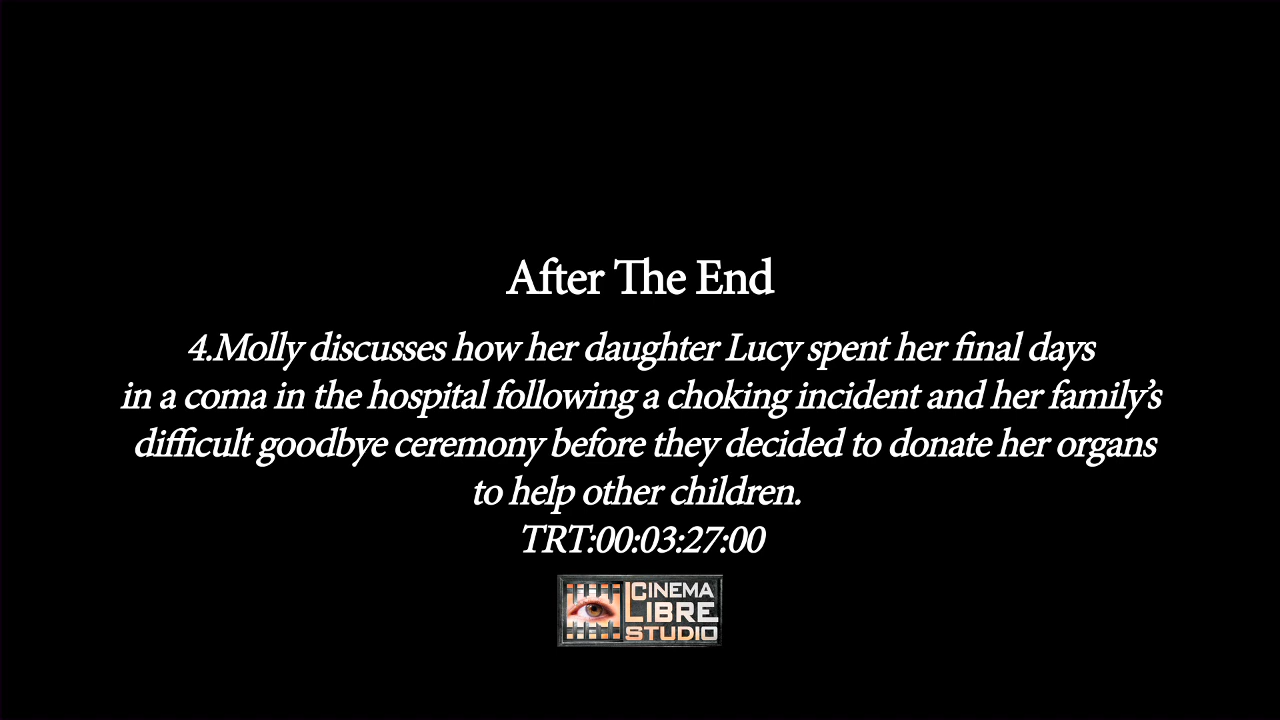 After The End
4.Molly discusses how her daughter Lucy spent her final days
in a coma in the hospital following a choking incident and her family’s
difficult goodbye ceremony before they decided to donate her organs
to help other children.
TRT:00:03:27:00
CINEMA
LIBRE
STUDIO